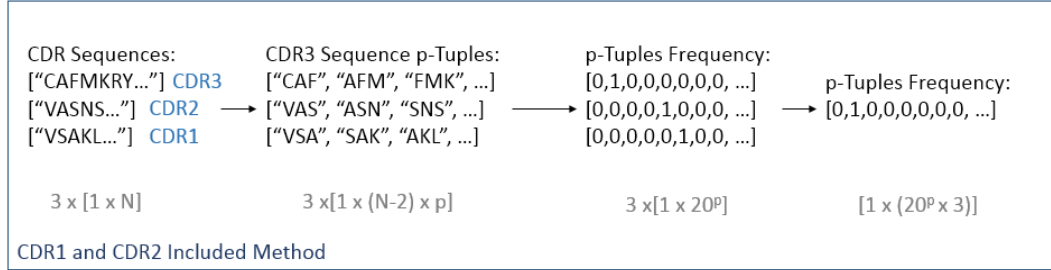 CDR Sequences:
["CAFMKRY…"] CDR3
["VASNS…"] CDR2
["VSAKL…"] CDR1
3 x [1 x N]
CDR3 Sequence p-Tuples:
["CAF", "AFM", "FMK", …]
["VAS", "ASN", "SNS", …]
["VSA", "SAK", "AKL", …]
3 x[1 x (N-2) x p]
p-Tuples Frequency:
[0,1,0,0,0,0,0,0, …]
[0,0,0,0,1,0,0,0, …]
[0,0,0,0,0,1,0,0, …]
3 x[1 x 20ᵖ]
p-Tuples Frequency:
[0,1,0,0,0,0,0,0, …]
[1 x (20ᵖ x 3)]
CDR1 and CDR2 Included Method